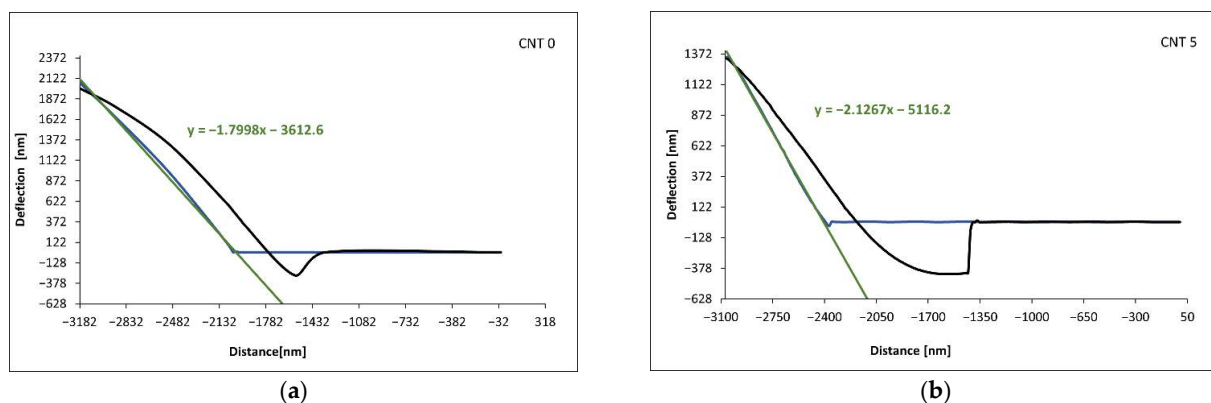 CNT 0
2372
2122
1872
1622
1372
1122
872
622
372
122
−128
−378
−628
Deflection [nm]
y = −1.7998x − 3612.6
−3182 −2832 −2482 −2132 −1782 −1432 −1082 −732 −382 −32 318
Distance[nm]
(a)
CNT 5
1372
1122
872
622
372
122
−128
−378
−628
Deflection [nm]
y = −2.1267x − 5116.2
−3100 −2750 −2400 −2050 −1700 −1350 −1000 −650 −300 50
Distance [nm]
(b)